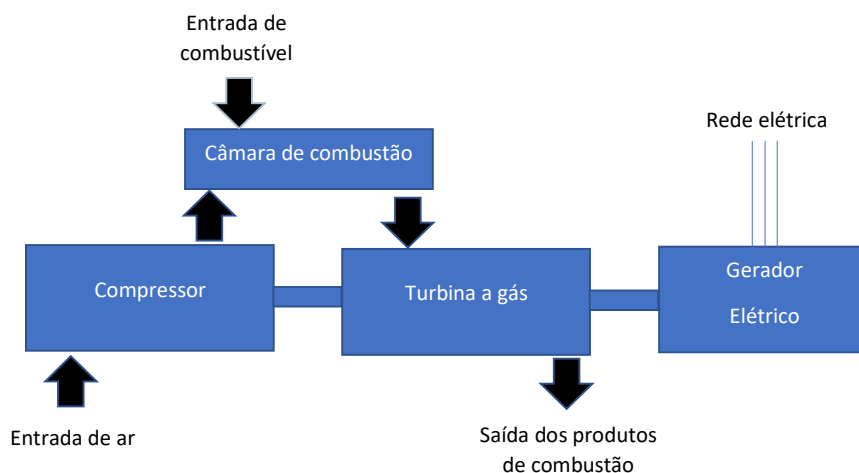 Entrada de
combustível
Rede elétrica
Câmara de combustão
Compressor
Turbina a gás
Gerador
Elétrico
Entrada de ar
Saída dos produtos
de combustão